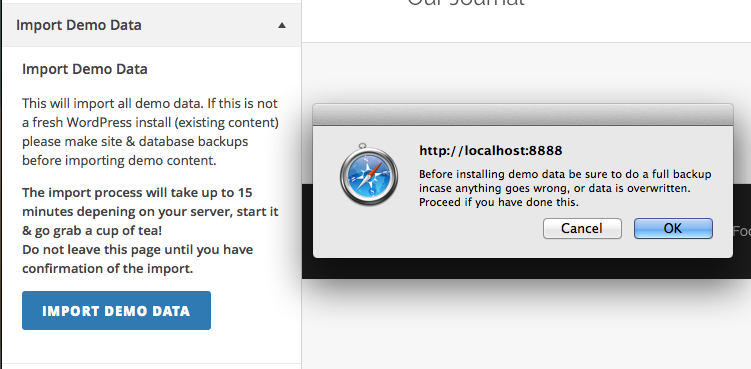 Our Journal
Import Demo Data
Import Demo Data
This will import all demo data. If this is not
a fresh WordPress install (existing content)
please make site & database backups
before importing demo content.
The import process will take up to 15
minutes depening on your server, start it
& go grab a cup of tea!
Do not leave this page until you have
confirmation of the import.
IMPORT DEMO DATA
http://localhost:8888
Before installing demo data be sure to do a full backup
incase anything goes wrong, or data is overwritten.
Proceed if you have done this.
Cancel
OK
Foo